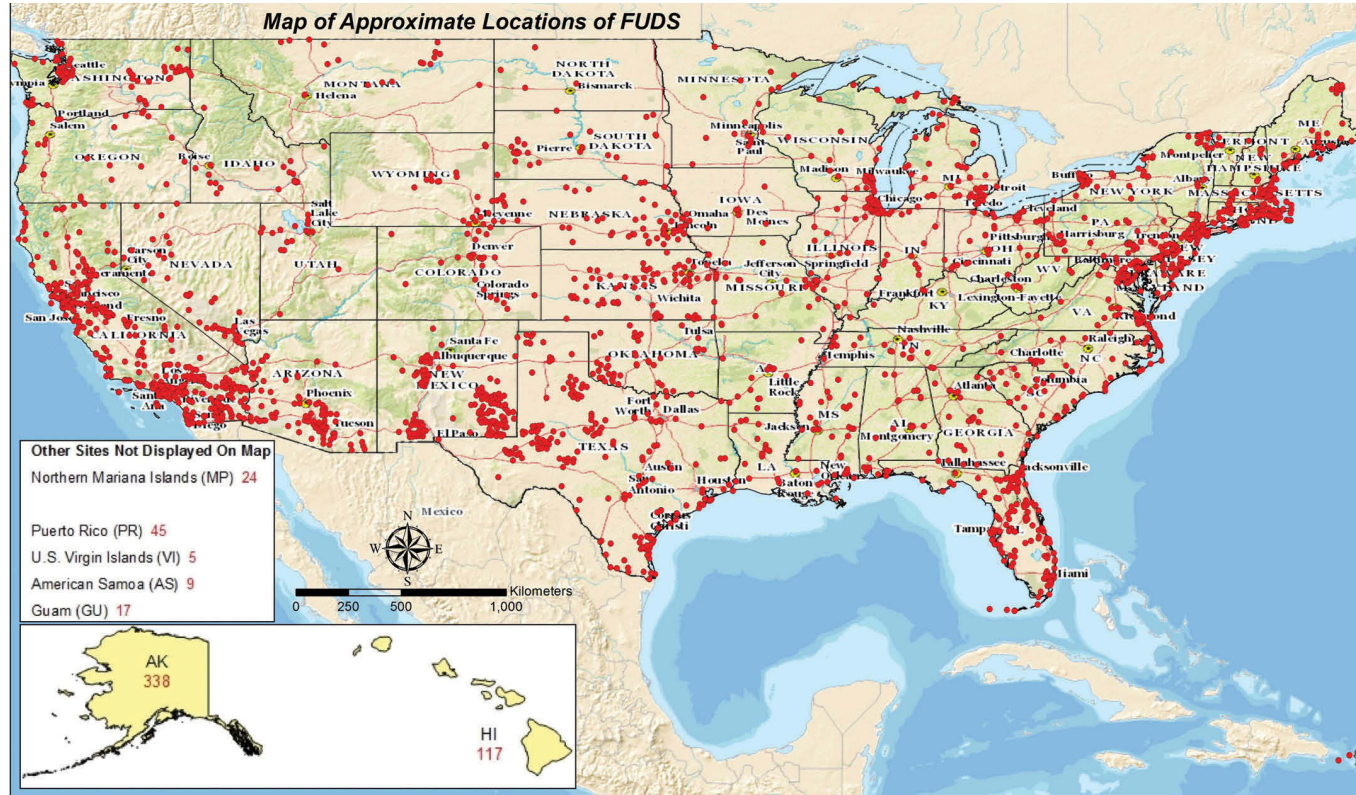 Map of Approximate Locations of FUDS
Seattle
WASHINGTON
MONTANA
Helena
NORTH
DAKOTA
Bismarck
MINNESOTA
Portland
Salem
OREGON
Boise
IDAHO
WYOMING
SOUTH
DAKOTA
Pierre
Minneapolis
Saint
Paul
WISCONSIN
Madison
Milwaukee
MI
Detroit
Toledo
ME
Augusta
VERMONT
Montpelier
NEW
HAMPSHIRE
NEW YORK
Salt
Lake
City
Carson
City
NEVADA
UTAH
Cheyenne
NEBRASKA
Omaha
Lincoln
IOWA
Des
Moines
Chicago
Cleveland
PA
Pittsburgh
Harrisburg
Denver
COLORADO
Colorado
Springs
Topeka
KANSAS
Wichita
Jefferson
City
MISSOURI
ILLINOIS
Springfield
IN
OH
Cincinnati
WV
Charleston
Baltimore
Frankfort
KY
Lexington-Fayette
VA
Richmond
San Jose
Fresno
CALIFORNIA
Las
Vegas
ARIZONA
Phoenix
Tucson
Santa Fe
Albuquerque
NEW
MEXICO
El Paso
OKLAHOMA
Tulsa
Little
Rock
Memphis
Nashville
TN
Raleigh
NC
Charlotte
Columbia
SC
Atlanta
GEORGIA
AL
Montgomery
MS
Jackson
Fort
Worth
Dallas
TEXAS
Austin
San
Antonio
Houston
LA
Baton
Rouge
New
Orleans
Tallahassee
Jacksonville
Corpus
Christi
Miami
Mexico
Other Sites Not Displayed On Map
Northern Mariana Islands (MP) 24
Puerto Rico (PR) 45
U.S. Virgin Islands (VI) 5
American Samoa (AS) 9
Guam (GU) 17
N
W
E
S
Kilometers
0 250 500 1,000
AK
338
HI
117